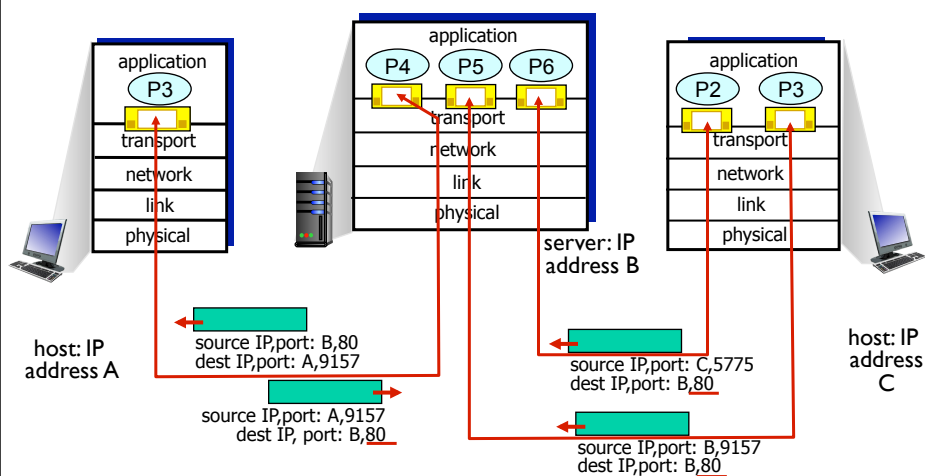 application
P3
transport
network
link
physical
application
P4 P5 P6
transport
network
link
physical
application
P2 P3
transport
network
link
physical
server: IP
address B
host: IP
address A
host: IP
address
C
source IP,port: B,80
dest IP,port: A,9157
source IP,port: A,9157
dest IP, port: B,80
source IP,port: C,5775
dest IP,port: B,80
source IP,port: B,9157
dest IP,port: B,80